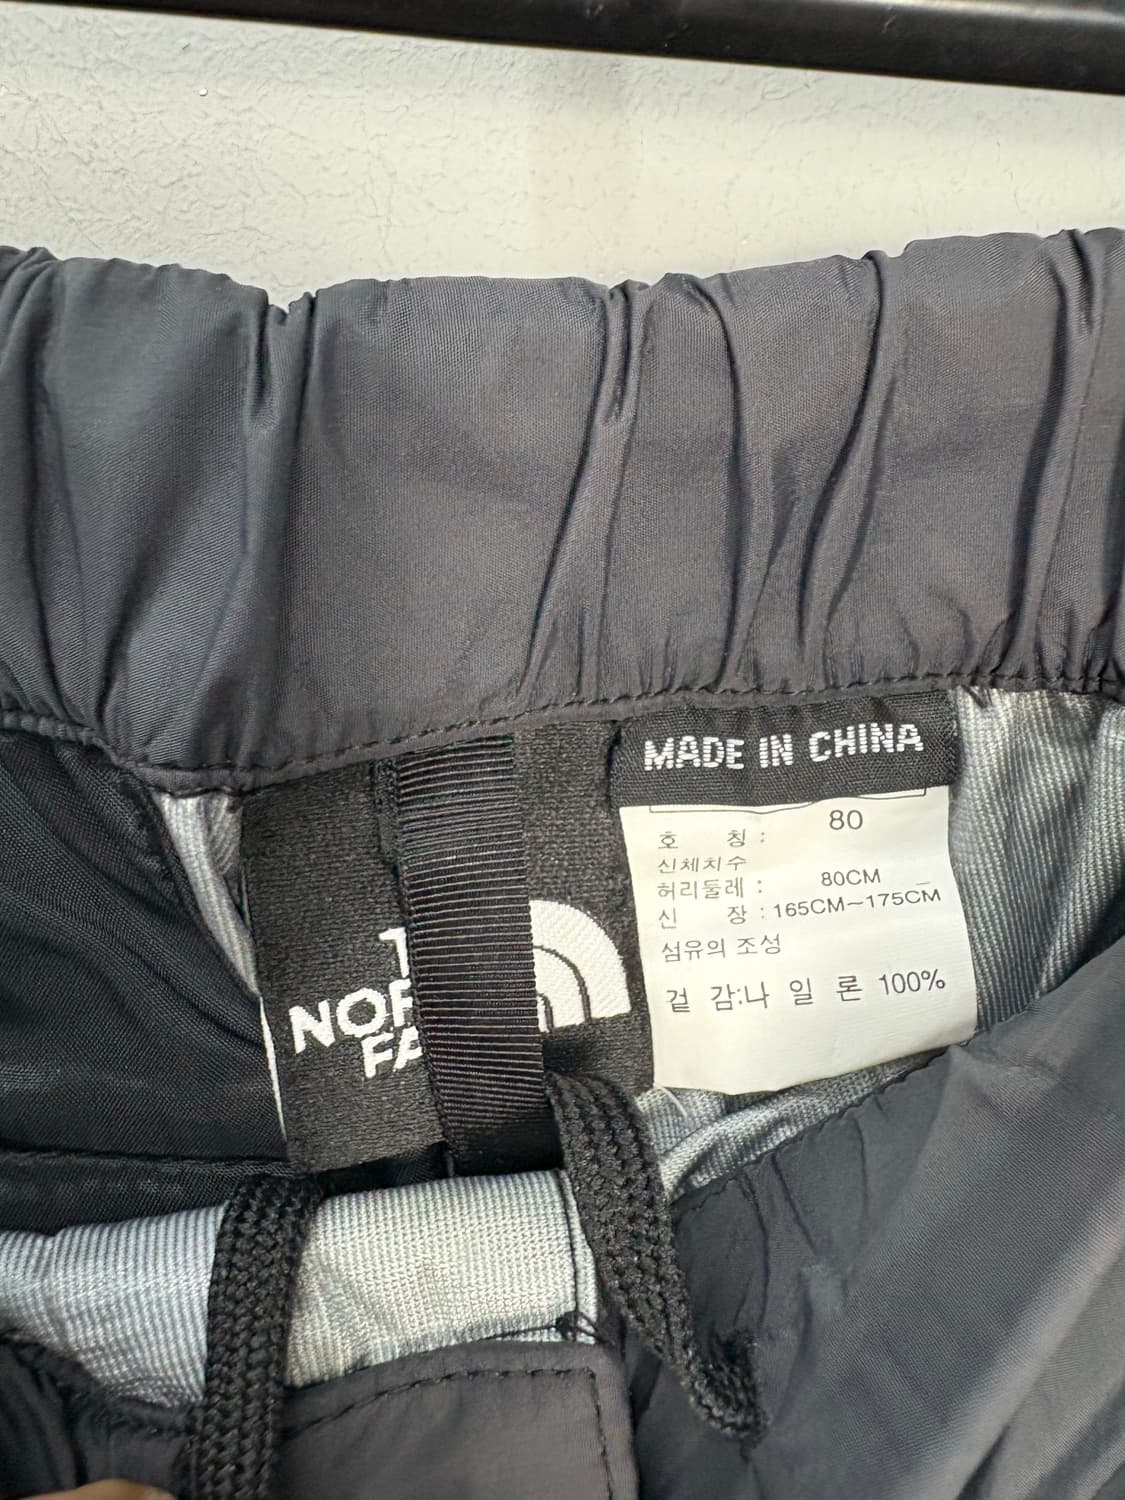 MADE IN CHINA
호 칭 : 80
신체치수
허리둘레 : 80CM
신 장 : 165CM~175CM
섬유의 조성
겉 감:나 일 론 100%